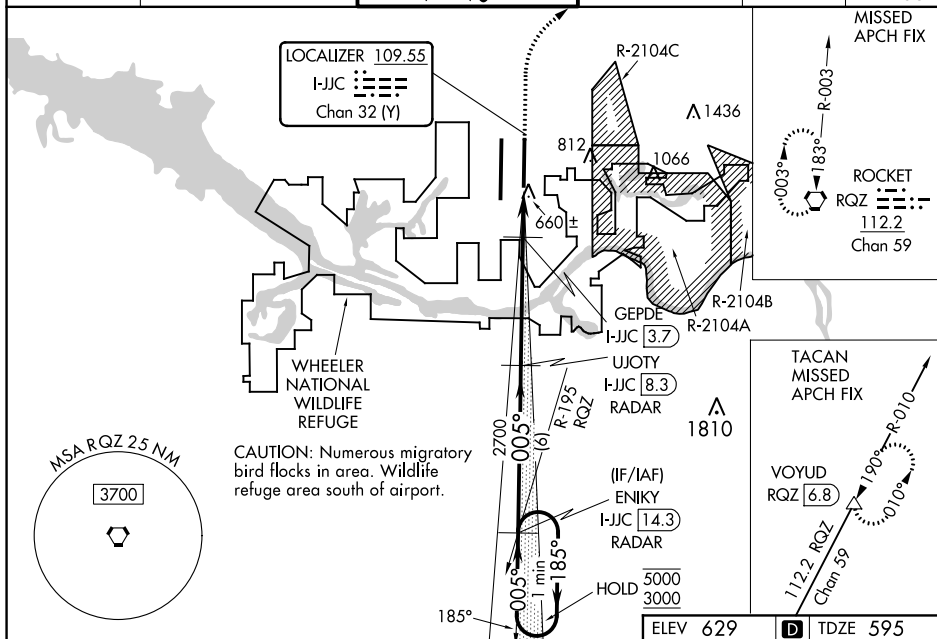 LOCALIZER 109.55
I-JJC
Chan 32 (Y)
R-2104C
1436
812
1066
660 ±
MISSED
APCH FIX
R-003
183°
003°
ROCKET
RQZ
112.2
Chan 59
R-2104B
R-2104A
GEPDE
I-JJC 3.7
UJOTY
I-JJC 8.3
RADAR
WHEELER
NATIONAL
WILDLIFE
REFUGE
2700
005°
(6)
R-195
RQZ
1810
CAUTION: Numerous migratory
bird flocks in area. Wildlife
refuge area south of airport.
MSA RQZ 25 NM
3700
(IF/IAF)
ENIKY
I-JJC 14.3
RADAR
005°
1 min
185°
HOLD 5000
3000
185°
TACAN
MISSED
APCH FIX
R-010
190°
010°
VOYUD
RQZ 6.8
112.2 RQZ
Chan 59
ELEV 629
D TDZE 595